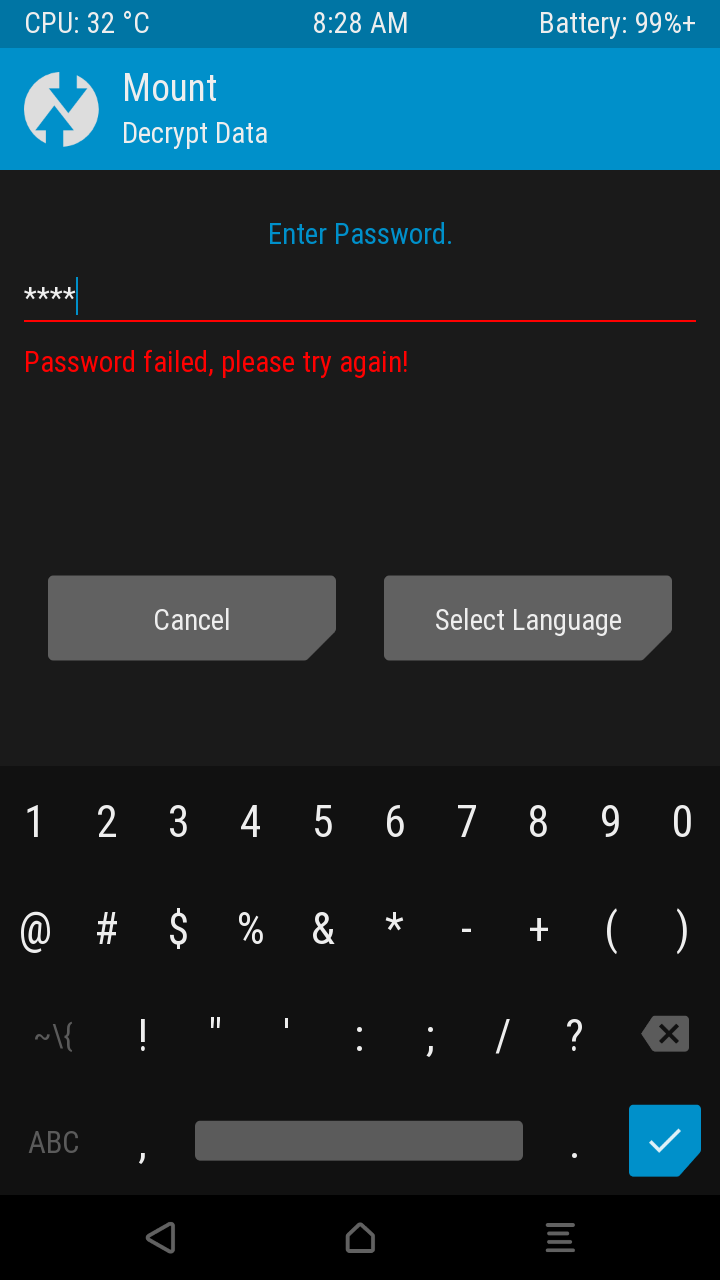 CPU: 32 °C 8:28 AM Battery: 99%+
Mount
Decrypt Data
Enter Password.
****
Password failed, please try again!
Cancel Select Language
1 2 3 4 5 6 7 8 9 0
@ # $ % & * - + ( )
~\{ ! " ' : ; / ?
ABC , .